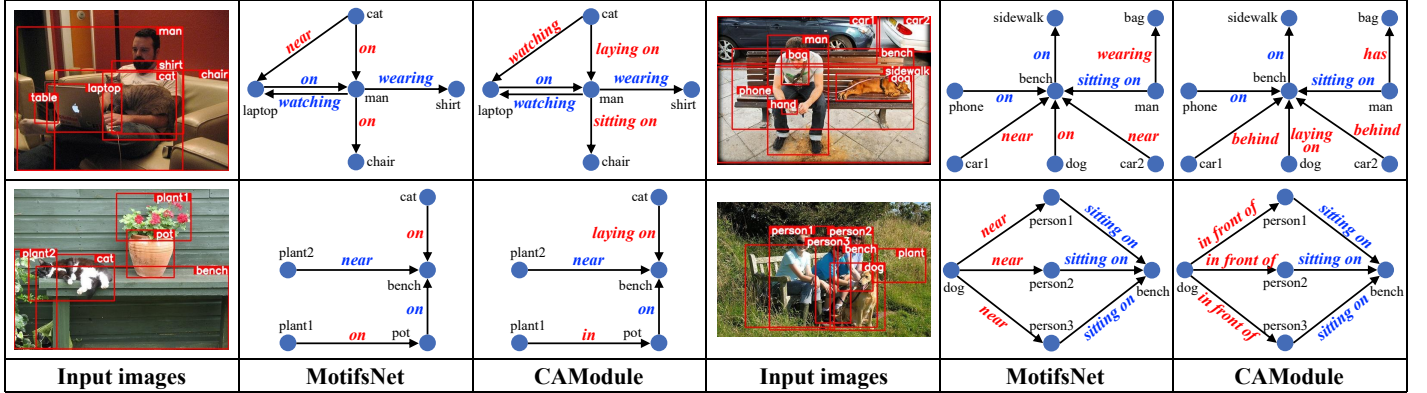 man
shirt
cat
chair
laptop
table
cat
near
on
on
wearing
watching
laptop
man
shirt
on
chair
cat
watching
laying on
on
wearing
watching
laptop
man
shirt
sitting on
chair
car1
car2
man
bag
bench
sidewalk
dog
phone
hand
sidewalk
bag
on
wearing
bench
sitting on
phone
on
man
near
on
near
car1
dog
car2
sidewalk
bag
on
has
bench
sitting on
phone
on
man
behind
laying
on
behind
car1
dog
car2
plant1
pot
plant2
cat
bench
cat
on
plant2
near
bench
on
plant1
pot
on
cat
laying on
plant2
near
bench
on
plant1
pot
in
person1
person2
person3
bench
plant
dog
near
person1
sitting on
near
sitting on
dog
person2
bench
near
person3
sitting on
in front of
person1
sitting on
in front of
sitting on
dog
person2
bench
in front of
person3
sitting on
Input images
MotifsNet
CAModule
Input images
MotifsNet
CAModule